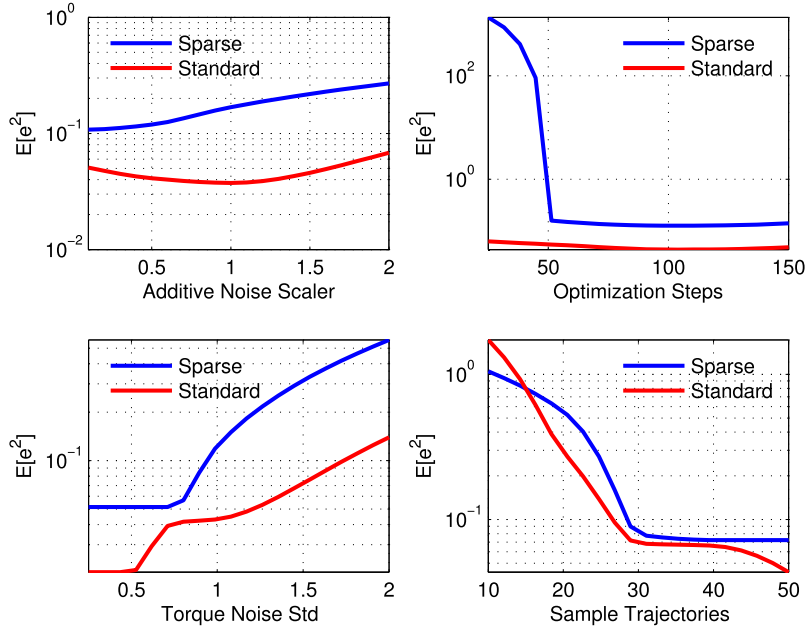 10^0
Sparse
Standard
E[e^2]
10^-1
10^-2
0.5 1 1.5 2
Additive Noise Scaler
Sparse
Standard
10^2
E[e^2]
10^0
50 100 150
Optimization Steps
Sparse
Standard
E[e^2]
10^-1
0.5 1 1.5 2
Torque Noise Std
10^0
Sparse
Standard
E[e^2]
10^-1
10 20 30 40 50
Sample Trajectories